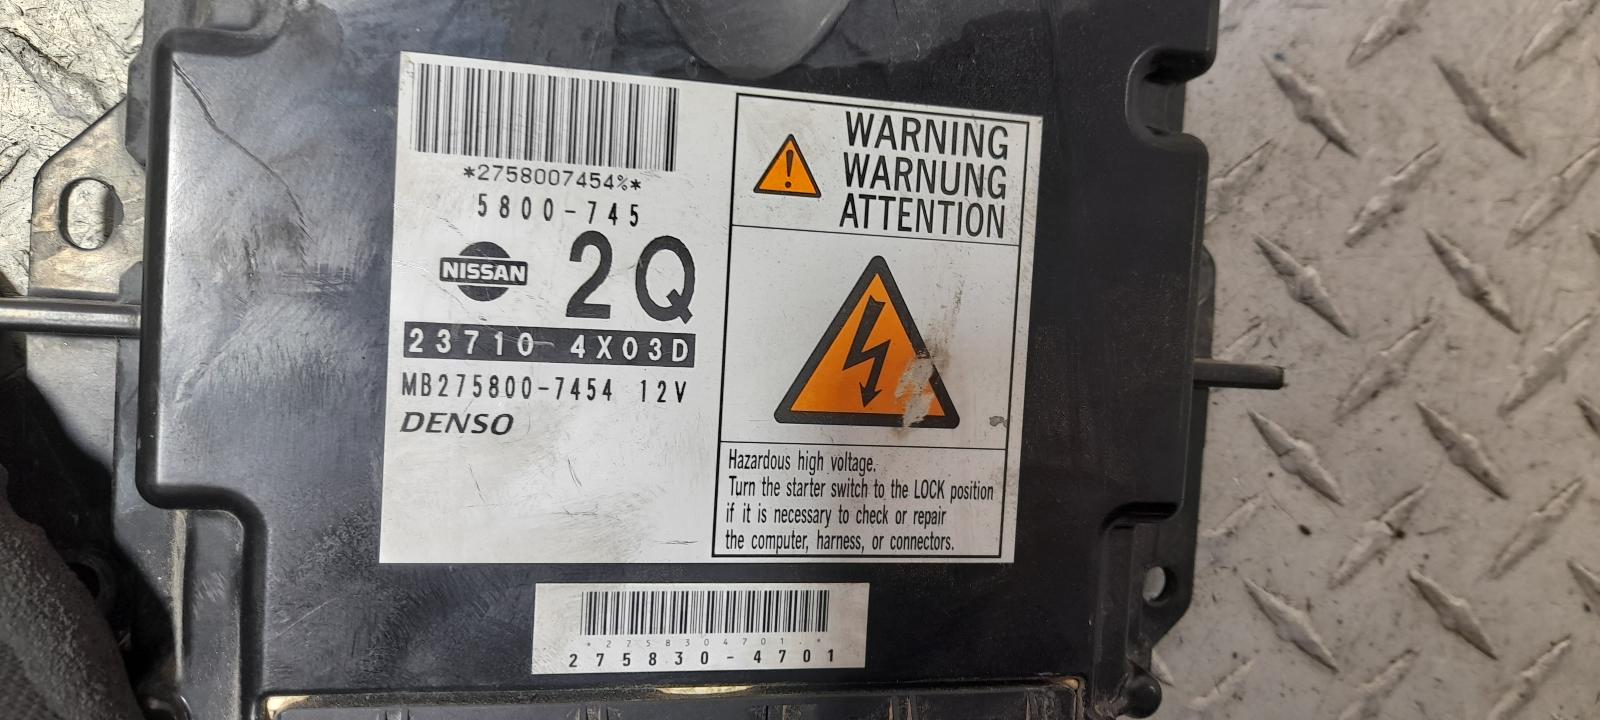 *2758007454%*
5800-745
NISSAN
2Q
23710-4X03D
MB275800-7454 12V
DENSO
WARNING
WARNUNG
ATTENTION
Hazardous high voltage.
Turn the starter switch to the LOCK position
if it is necessary to check or repair
the computer, harness, or connectors.
*2758304701.*
275830-4701